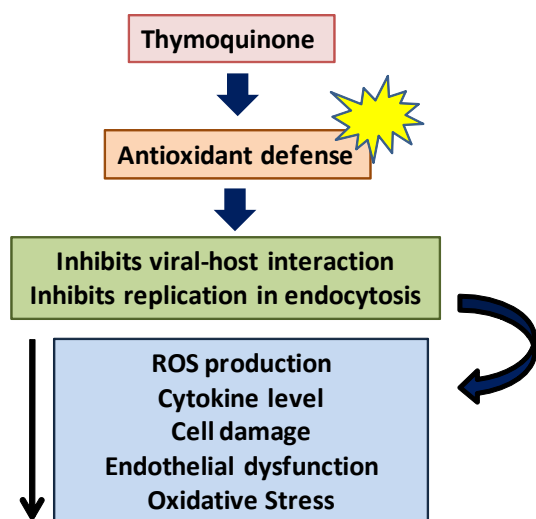 Thymoquinone
Antioxidant defense
Inhibits viral-host interaction
Inhibits replication in endocytosis
ROS production
Cytokine level
Cell damage
Endothelial dysfunction
Oxidative Stress